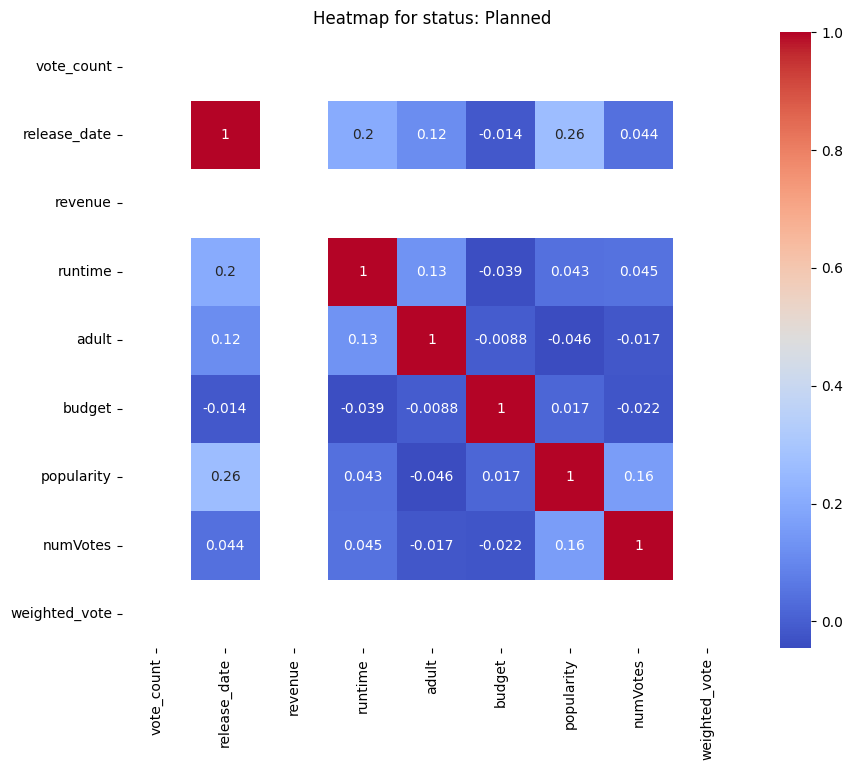 Heatmap for status: Planned
vote_count
release_date 1 0.2 0.12 -0.014 0.26 0.044
revenue
runtime 0.2 1 0.13 -0.039 0.043 0.045
adult 0.12 0.13 1 -0.0088 -0.046 -0.017
budget -0.014 -0.039 -0.0088 1 0.017 -0.022
popularity 0.26 0.043 -0.046 0.017 1 0.16
numVotes 0.044 0.045 -0.017 -0.022 0.16 1
weighted_vote
vote_count
release_date
revenue
runtime
adult
budget
popularity
numVotes
weighted_vote
1.0
0.8
0.6
0.4
0.2
0.0